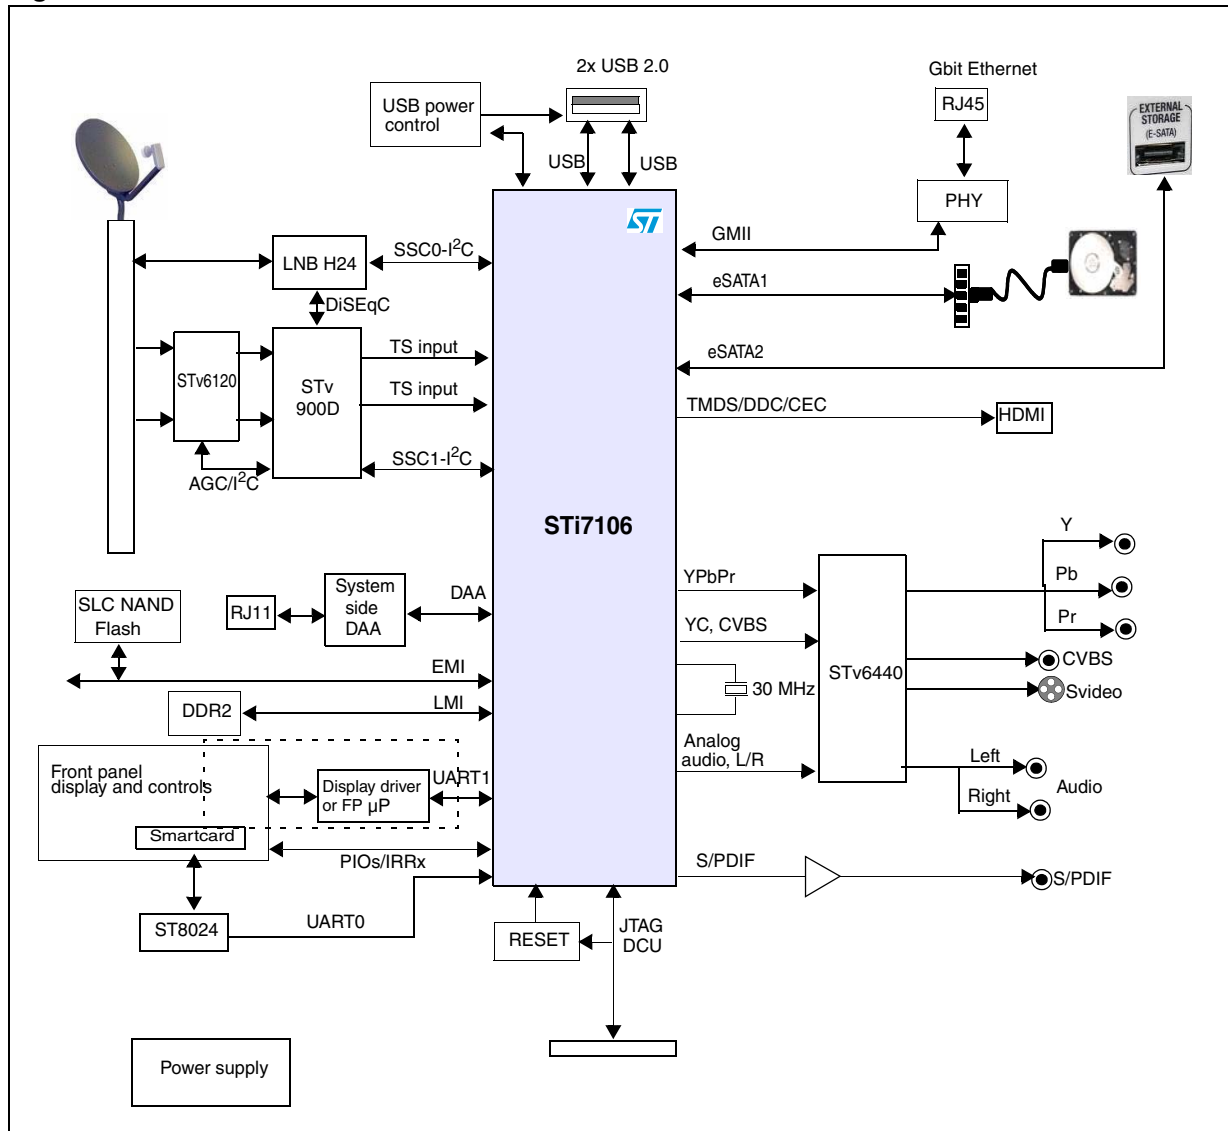 2x USB 2.0
Gbit Ethernet
USB power
control
RJ45
EXTERNAL
STORAGE
(E-SATA)
USB
USB
PHY
ST
GMII
LNB H24
SSC0-I²C
eSATA1
DiSEqC
STv6120
STv
900D
TS input
TS input
eSATA2
TMDS/DDC/CEC
HDMI
AGC/I²C
SSC1-I²C
STi7106
Y
YPbPr
Pb
Pr
SLC NAND
Flash
RJ11
System
side
DAA
DAA
YC, CVBS
STv6440
CVBS
EMI
30 MHz
Svideo
DDR2
LMI
Analog
audio, L/R
Left
Right
Audio
Front panel
display and controls
Display driver
or FP µP
UART1
Smartcard
PIOs/IRRx
S/PDIF
S/PDIF
ST8024
UART0
RESET
JTAG
DCU
Power supply